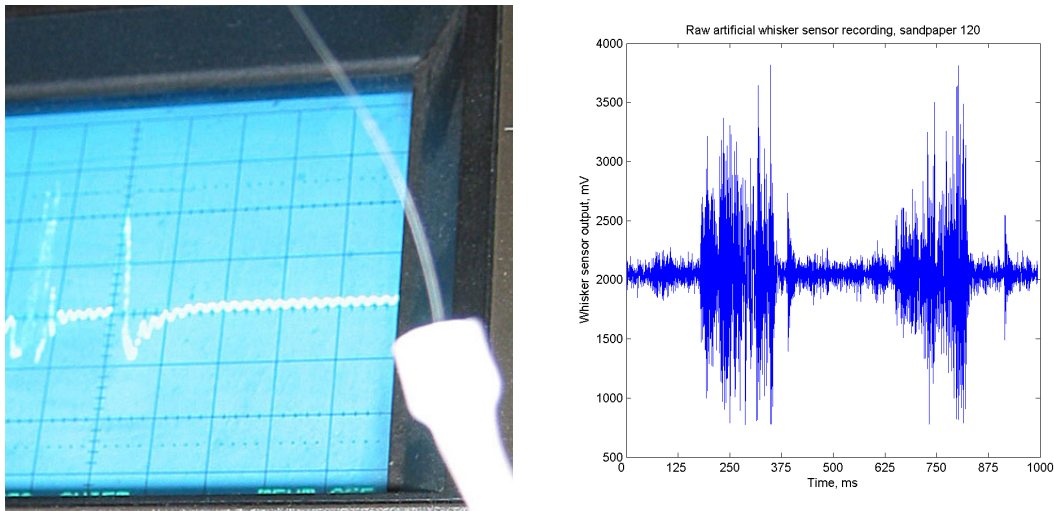 Raw artificial whisker sensor recording, sandpaper 120
4000
3500
3000
2500
2000
1500
1000
500
Whisker sensor output, mV
0 125 250 375 500 625 750 875 1000
Time, ms